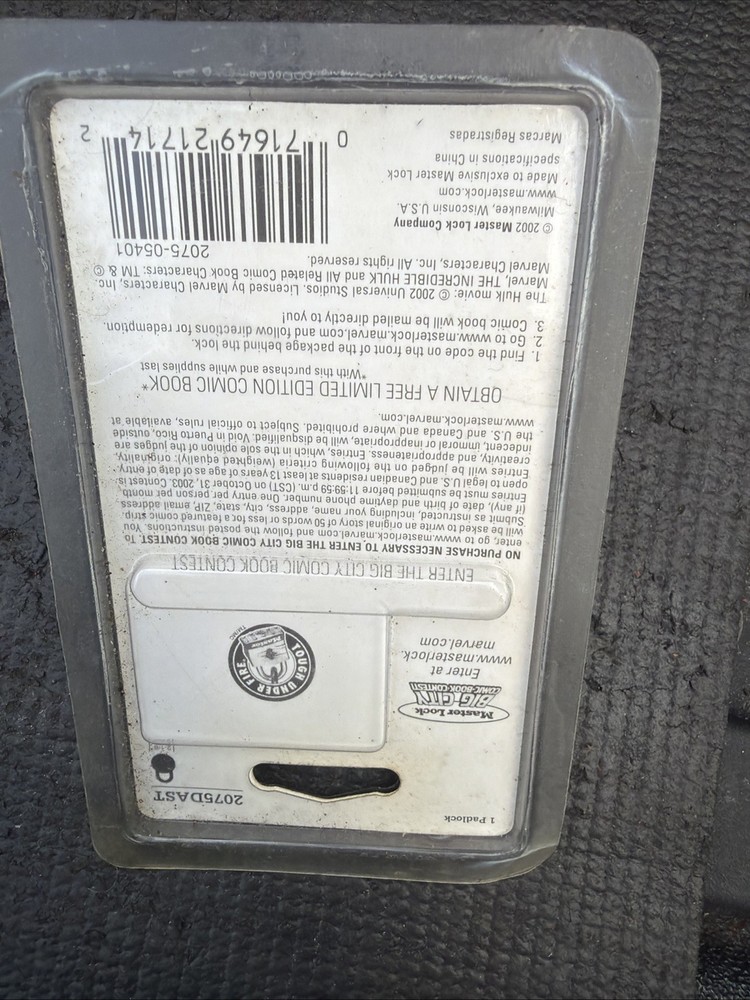 1 Padlock
2075DAST
Master Lock
BIG CITY
COMIC BOOK CONTEST
Enter at
www.masterlock.
marvel.com
TOUGH UNDER FIRE.
Master
ENTER THE BIG CITY COMIC BOOK CONTEST
NO PURCHASE NECESSARY TO ENTER THE BIG CITY COMIC BOOK CONTEST. TO
enter, go to www.masterlock.marvel.com and follow the posted instructions. You
will be asked to write an original story of 50 words or less for a featured comic strip.
Submit as instructed, including your name, address, city, state, ZIP, email address
(if any), date of birth and daytime phone number. One entry per person per month.
Entries must be submitted before 11:59:59 p.m. (CST) on October 31, 2003. Contest is
open to legal U.S. and Canadian residents at least 13 years of age as of date of entry.
Entries will be judged on the following criteria (weighted equally): originality,
creativity, and appropriateness. Entries, which in the sole opinion of the judges are
indecent, immoral or inappropriate, will be disqualified. Void in Puerto Rico, outside
the U.S. and Canada and where prohibited. Subject to official rules, available at
www.masterlock.marvel.com.
OBTAIN A FREE LIMITED EDITION COMIC BOOK*
*With purchase and while supplies last
1. Find the code on the front of the package behind the lock.
2. Go to www.masterlock.marvel.com and follow directions for redemption.
3. Comic book will be mailed directly to you!
The Hulk movie: © 2002 Universal Studios. Licensed by Marvel Characters, Inc.
Marvel, THE INCREDIBLE HULK and All Related Comic Book Characters: TM & ©
Marvel Characters, Inc. All rights reserved.
© 2002 Master Lock Company
Milwaukee, Wisconsin U.S.A.
www.masterlock.com
Made to exclusive Master Lock
specifications in China
Marcas Registradas
2075-05401
0 71649 21714 2